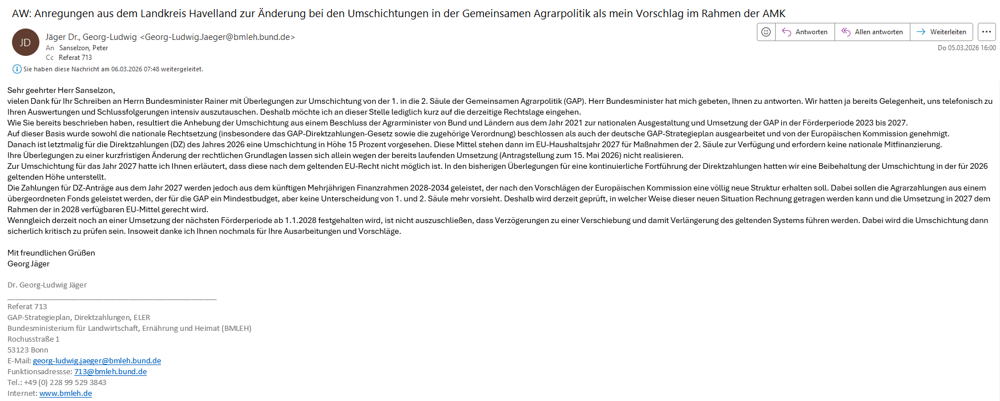 AW: Anregungen aus dem Landkreis Havelland zur Änderung bei den Umschichtungen in der Gemeinsamen Agrarpolitik als mein Vorschlag im Rahmen der AMK
JD
Jäger Dr., Georg-Ludwig <Georg-Ludwig.Jaeger@bmleh.bund.de>
An Sanselzon, Peter
Cc Referat 713
Antworten
Allen antworten
Weiterleiten
Do 05.03.2026 16:00
Sie haben diese Nachricht am 06.03.2026 07:48 weitergeleitet.
Sehr geehrter Herr Sanselzon,
vielen Dank für Ihr Schreiben an Herrn Bundesminister Rainer mit Überlegungen zur Umschichtung von der 1. in die 2. Säule der Gemeinsamen Agrarpolitik (GAP). Herr Bundesminister hat mich gebeten, Ihnen zu antworten. Wir hatten ja bereits Gelegenheit, uns telefonisch zu
Ihren Auswertungen und Schlussfolgerungen intensiv auszutauschen. Deshalb möchte ich an dieser Stelle lediglich kurz auf die derzeitige Rechtslage eingehen.
Wie Sie bereits beschrieben haben, resultiert die Anhebung der Umschichtung aus einem Beschluss der Agrarminister von Bund und Ländern aus dem Jahr 2021 zur nationalen Ausgestaltung und Umsetzung der GAP in der Förderperiode 2023 bis 2027.
Auf dieser Basis wurde sowohl die nationale Rechtsetzung (insbesondere das GAP-Direktzahlungen-Gesetz sowie die zugehörige Verordnung) beschlossen als auch der deutsche GAP-Strategieplan ausgearbeitet und von der Europäischen Kommission genehmigt.
Danach ist letztmalig für die Direktzahlungen (DZ) des Jahres 2026 eine Umschichtung in Höhe 15 Prozent vorgesehen. Diese Mittel stehen dann im EU-Haushaltsjahr 2027 für Maßnahmen der 2. Säule zur Verfügung und erfordern keine nationale Mitfinanzierung.
Ihre Überlegungen zu einer kurzfristigen Änderung der rechtlichen Grundlagen lassen sich allein wegen der bereits laufenden Umsetzung (Antragstellung zum 15. Mai 2026) nicht realisieren.
Zur Umschichtung für das Jahr 2027 hatte ich Ihnen erläutert, dass diese nach dem geltenden EU-Recht nicht möglich ist. In den bisherigen Überlegungen für eine kontinuierliche Fortführung der Direktzahlungen hatten wir eine Beibehaltung der Umschichtung in der für 2026
geltenden Höhe unterstellt.
Die Zahlungen für DZ-Anträge aus dem Jahr 2027 werden jedoch aus dem künftigen Mehrjährigen Finanzrahmen 2028-2034 geleistet, der nach den Vorschlägen der Europäischen Kommission eine völlig neue Struktur erhalten soll. Dabei sollen die Agrarzahlungen aus einem
übergeordneten Fonds geleistet werden, der für die GAP ein Mindestbudget, aber keine Unterscheidung von 1. und 2. Säule mehr vorsieht. Deshalb wird derzeit geprüft, in welcher Weise dieser neuen Situation Rechnung getragen werden kann und die Umsetzung in 2027 dem
Rahmen der in 2028 verfügbaren EU-Mittel gerecht wird.
Wenngleich derzeit noch an einer Umsetzung der nächsten Förderperiode ab 1.1.2028 festgehalten wird, ist nicht auszuschließen, dass Verzögerungen zu einer Verschiebung und damit Verlängerung des geltenden Systems führen werden. Dabei wird die Umschichtung dann
sicherlich kritisch zu prüfen sein. Insoweit danke ich Ihnen nochmals für Ihre Ausarbeitungen und Vorschläge.
Mit freundlichen Grüßen
Georg Jäger
Dr. Georg-Ludwig Jäger
Referat 713
GAP-Strategieplan, Direktzahlungen, ELER
Bundesministerium für Landwirtschaft, Ernährung und Heimat (BMLEH)
Rochusstraße 1
53123 Bonn
E-Mail: georg-ludwig.jaeger@bmleh.bund.de
Funktionsadressse: 713@bmleh.bund.de
Tel.: +49 (0) 228 99 529 3843
Internet: www.bmleh.de